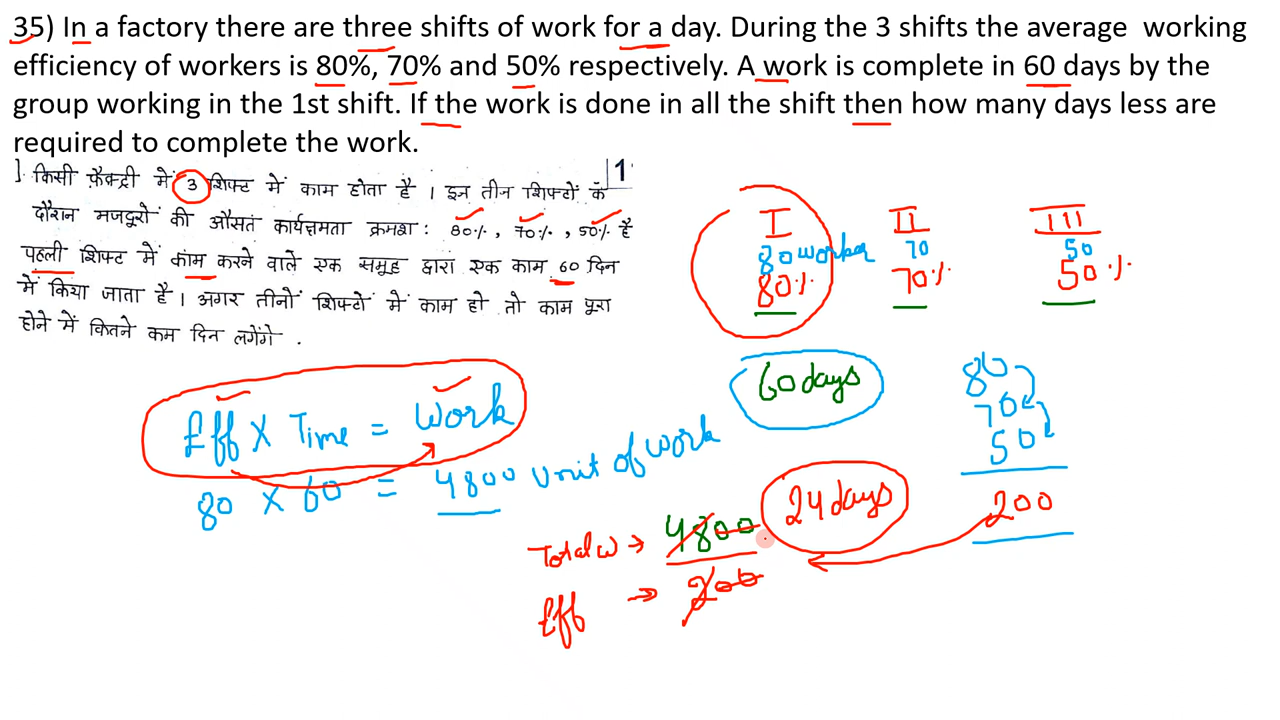 35) In a factory there are three shifts of work for a day. During the 3 shifts the average working
efficiency of workers is 80%, 70% and 50% respectively. A work is complete in 60 days by the
group working in the 1st shift. If the work is done in all the shift then how many days less are
required to complete the work.
1
किसी फ़ैक्ट्री में 3 शिफ्ट में काम होता है । इन तीन शिफ्टों के
दौरान मजदूरों की औसत कार्यक्षमता क्रमश: 80%, 70%, 50% है
पहली शिफ्ट में काम करने वाले एक समूह द्वारा एक काम 60 दिन
में किया जाता है । अगर तीनों शिफ्टों में काम हो तो काम पूरा
होने में कितने कम दिन लगेंगे .
I II III
80 worker 70 50
80% 70% 50%
60 days
80
70
50
200
Eff X Time = Work
80 X 60 = 4800 unit of work
24 days
Total w → 4800
Eff → 200